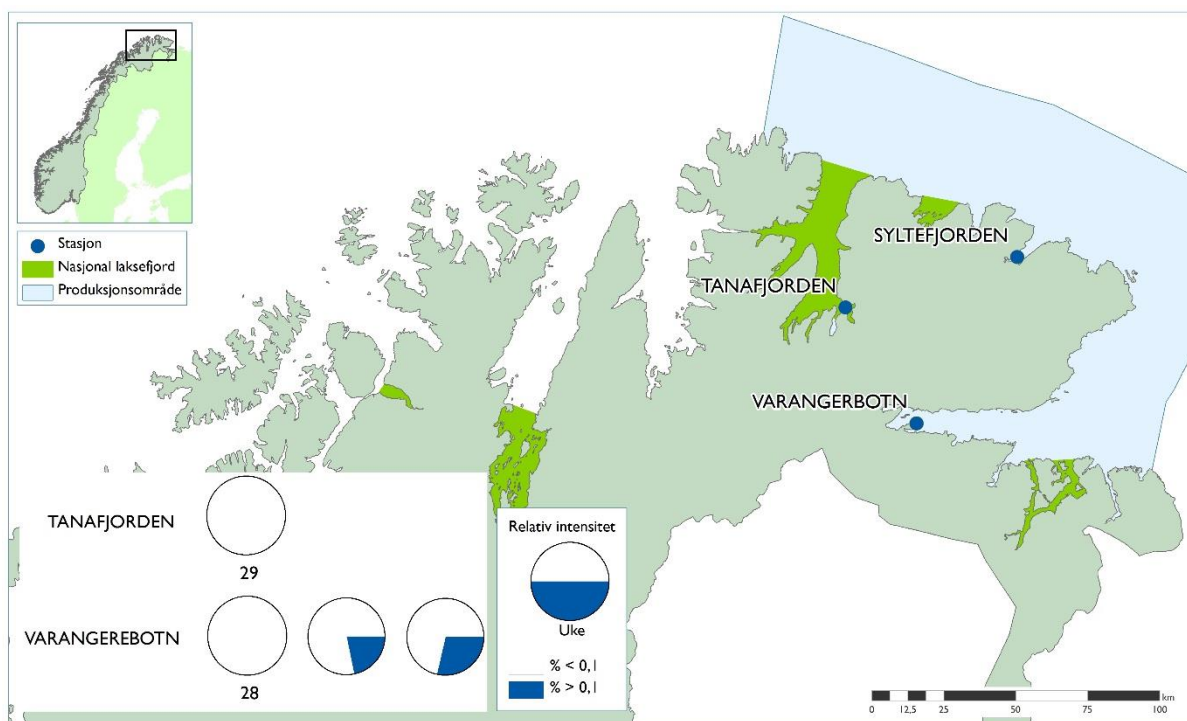 Stasjon
Nasjonal laksefjord
Produksjonsområde
SYLTEFJORDEN
TANAFJORDEN
VARANGERBOTN
TANAFJORDEN
29
VARANGEREBOTN
28
Relativ intensitet
Uke
% < 0,1
% > 0,1
km
0 12,5 25 50 75 100